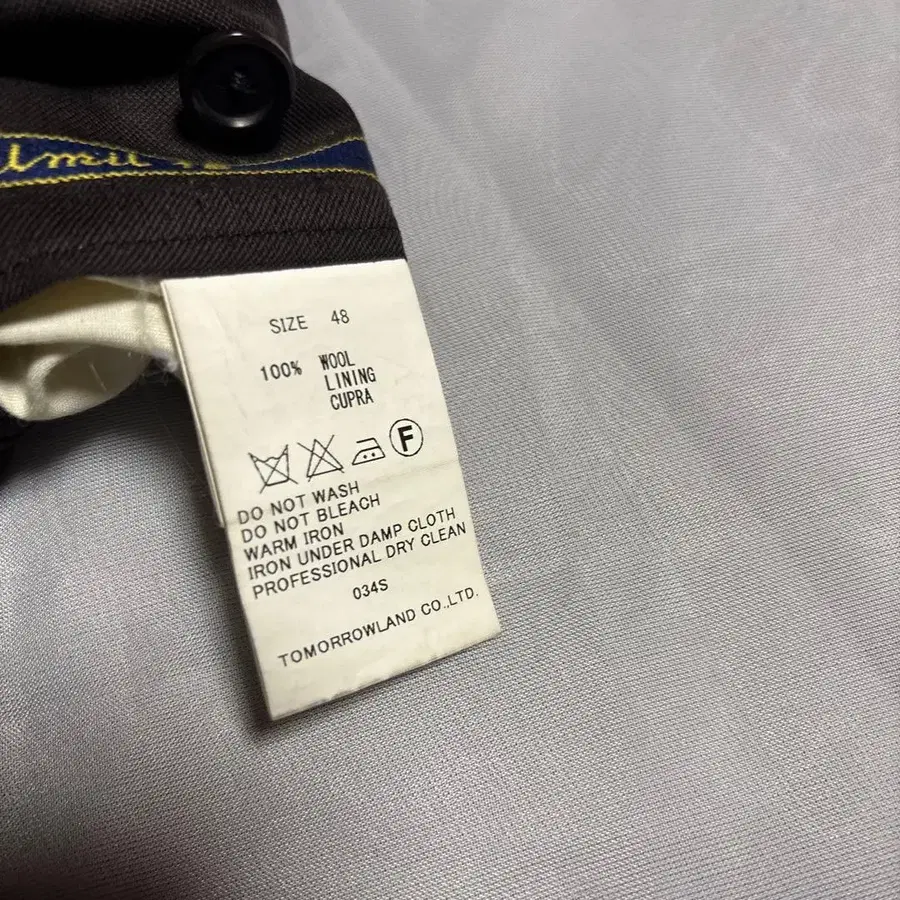 SIZE 48
100% WOOL
LINING
CUPRA
F
DO NOT WASH
DO NOT BLEACH
WARM IRON
IRON UNDER DAMP CLOTH
PROFESSIONAL DRY CLEAN
034S
TOMORROWLAND CO.,LTD.